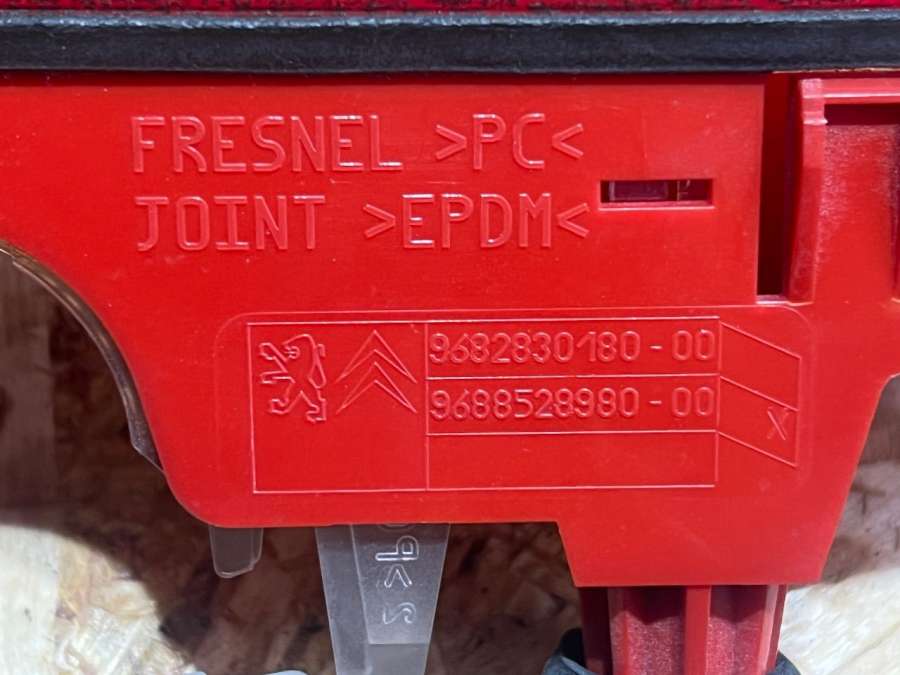 FRESNEL >PC<
JOINT >EPDM<
9682830180-00
9688528980-00
X